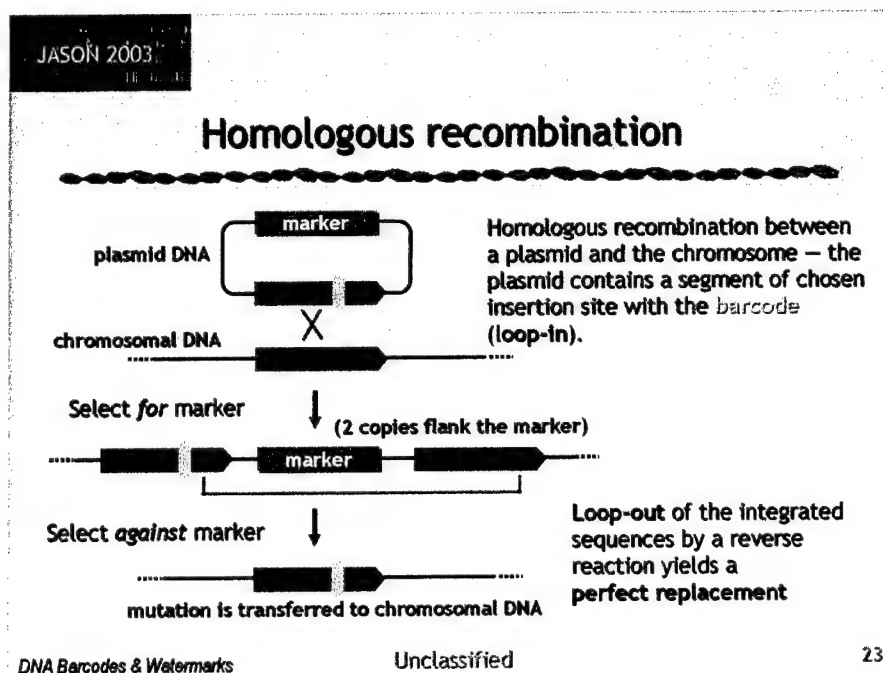 JASON 2003
Homologous recombination
marker
plasmid DNA
Homologous recombination between
a plasmid and the chromosome — the
plasmid contains a segment of chosen
insertion site with the barcode
(loop-in).
chromosomal DNA
Select for marker
(2 copies flank the marker)
marker
Select against marker
Loop-out of the integrated
sequences by a reverse
reaction yields a
perfect replacement
mutation is transferred to chromosomal DNA
DNA Barcodes & Watermarks
Unclassified
23